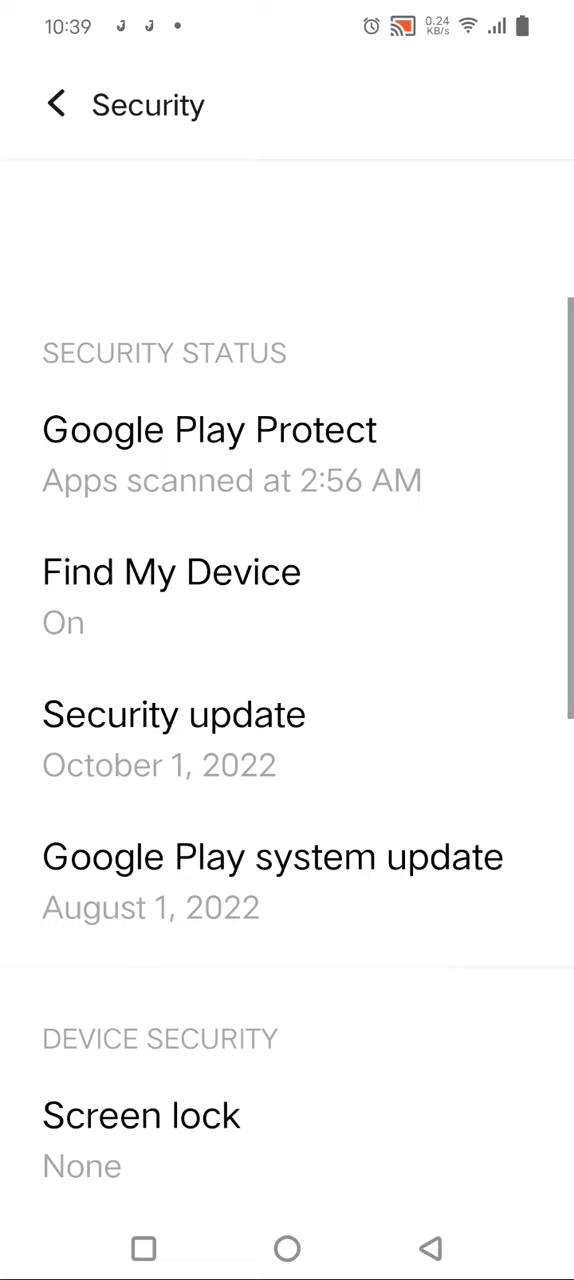 10:39
0.24
KB/s
Security
SECURITY STATUS
Google Play Protect
Apps scanned at 2:56 AM
Find My Device
On
Security update
October 1, 2022
Google Play system update
August 1, 2022
DEVICE SECURITY
Screen lock
None